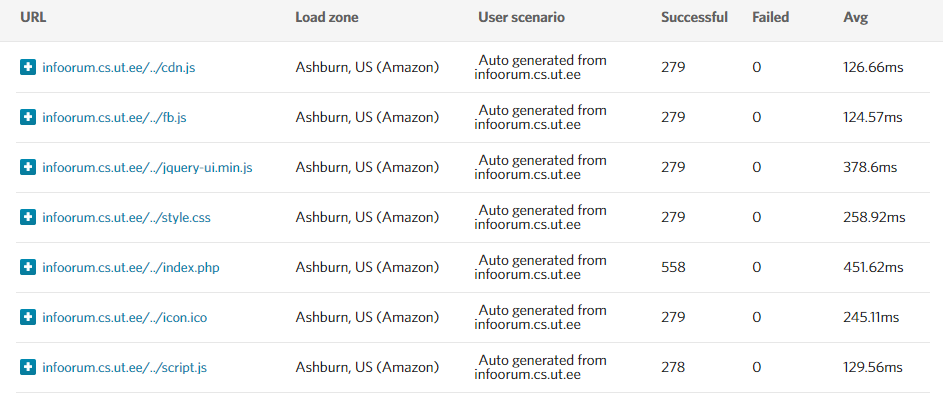 URL Load zone User scenario Successful Failed Avg
infoorum.cs.ut.ee/../cdn.js Ashburn, US (Amazon) Auto generated from infoorum.cs.ut.ee 279 0 126.66ms
infoorum.cs.ut.ee/../fb.js Ashburn, US (Amazon) Auto generated from infoorum.cs.ut.ee 279 0 124.57ms
infoorum.cs.ut.ee/../jquery-ui.min.js Ashburn, US (Amazon) Auto generated from infoorum.cs.ut.ee 279 0 378.6ms
infoorum.cs.ut.ee/../style.css Ashburn, US (Amazon) Auto generated from infoorum.cs.ut.ee 279 0 258.92ms
infoorum.cs.ut.ee/../index.php Ashburn, US (Amazon) Auto generated from infoorum.cs.ut.ee 558 0 451.62ms
infoorum.cs.ut.ee/../icon.ico Ashburn, US (Amazon) Auto generated from infoorum.cs.ut.ee 279 0 245.11ms
infoorum.cs.ut.ee/../script.js Ashburn, US (Amazon) Auto generated from infoorum.cs.ut.ee 278 0 129.56ms